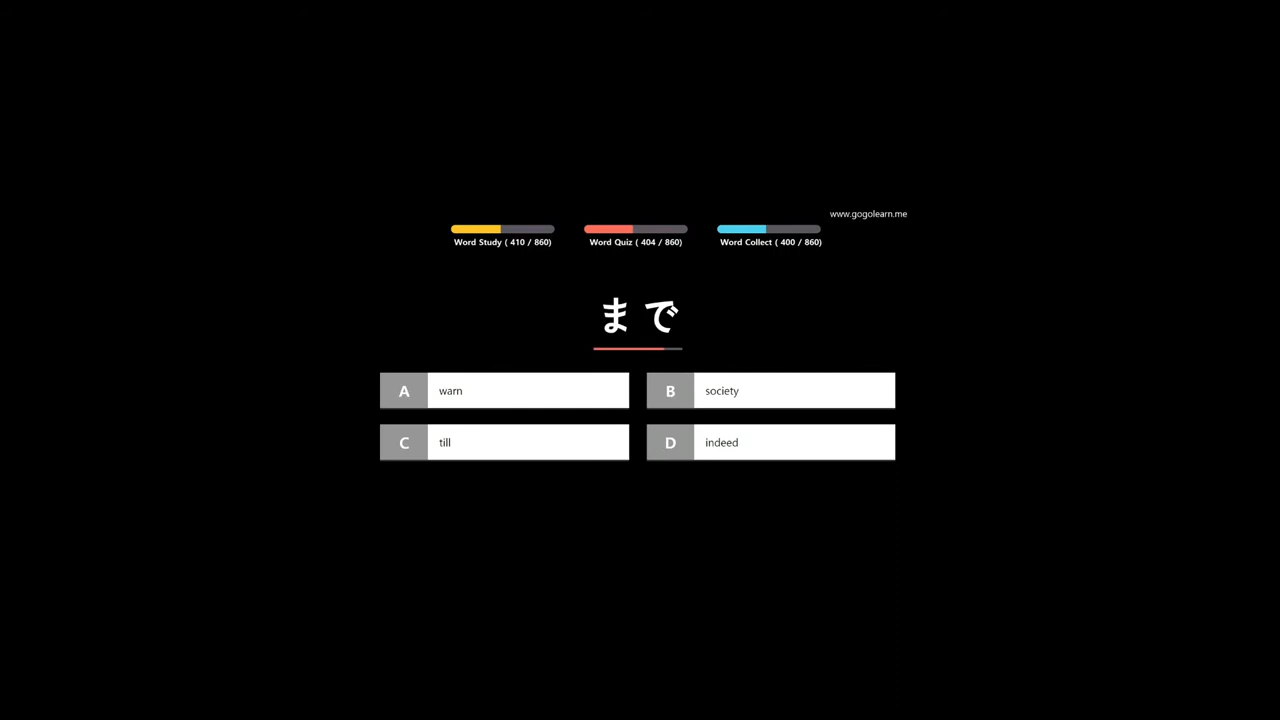 www.gogolearn.me
Word Study ( 410 / 860)
Word Quiz ( 404 / 860)
Word Collect ( 400 / 860)
まで
A warn
B society
C till
D indeed